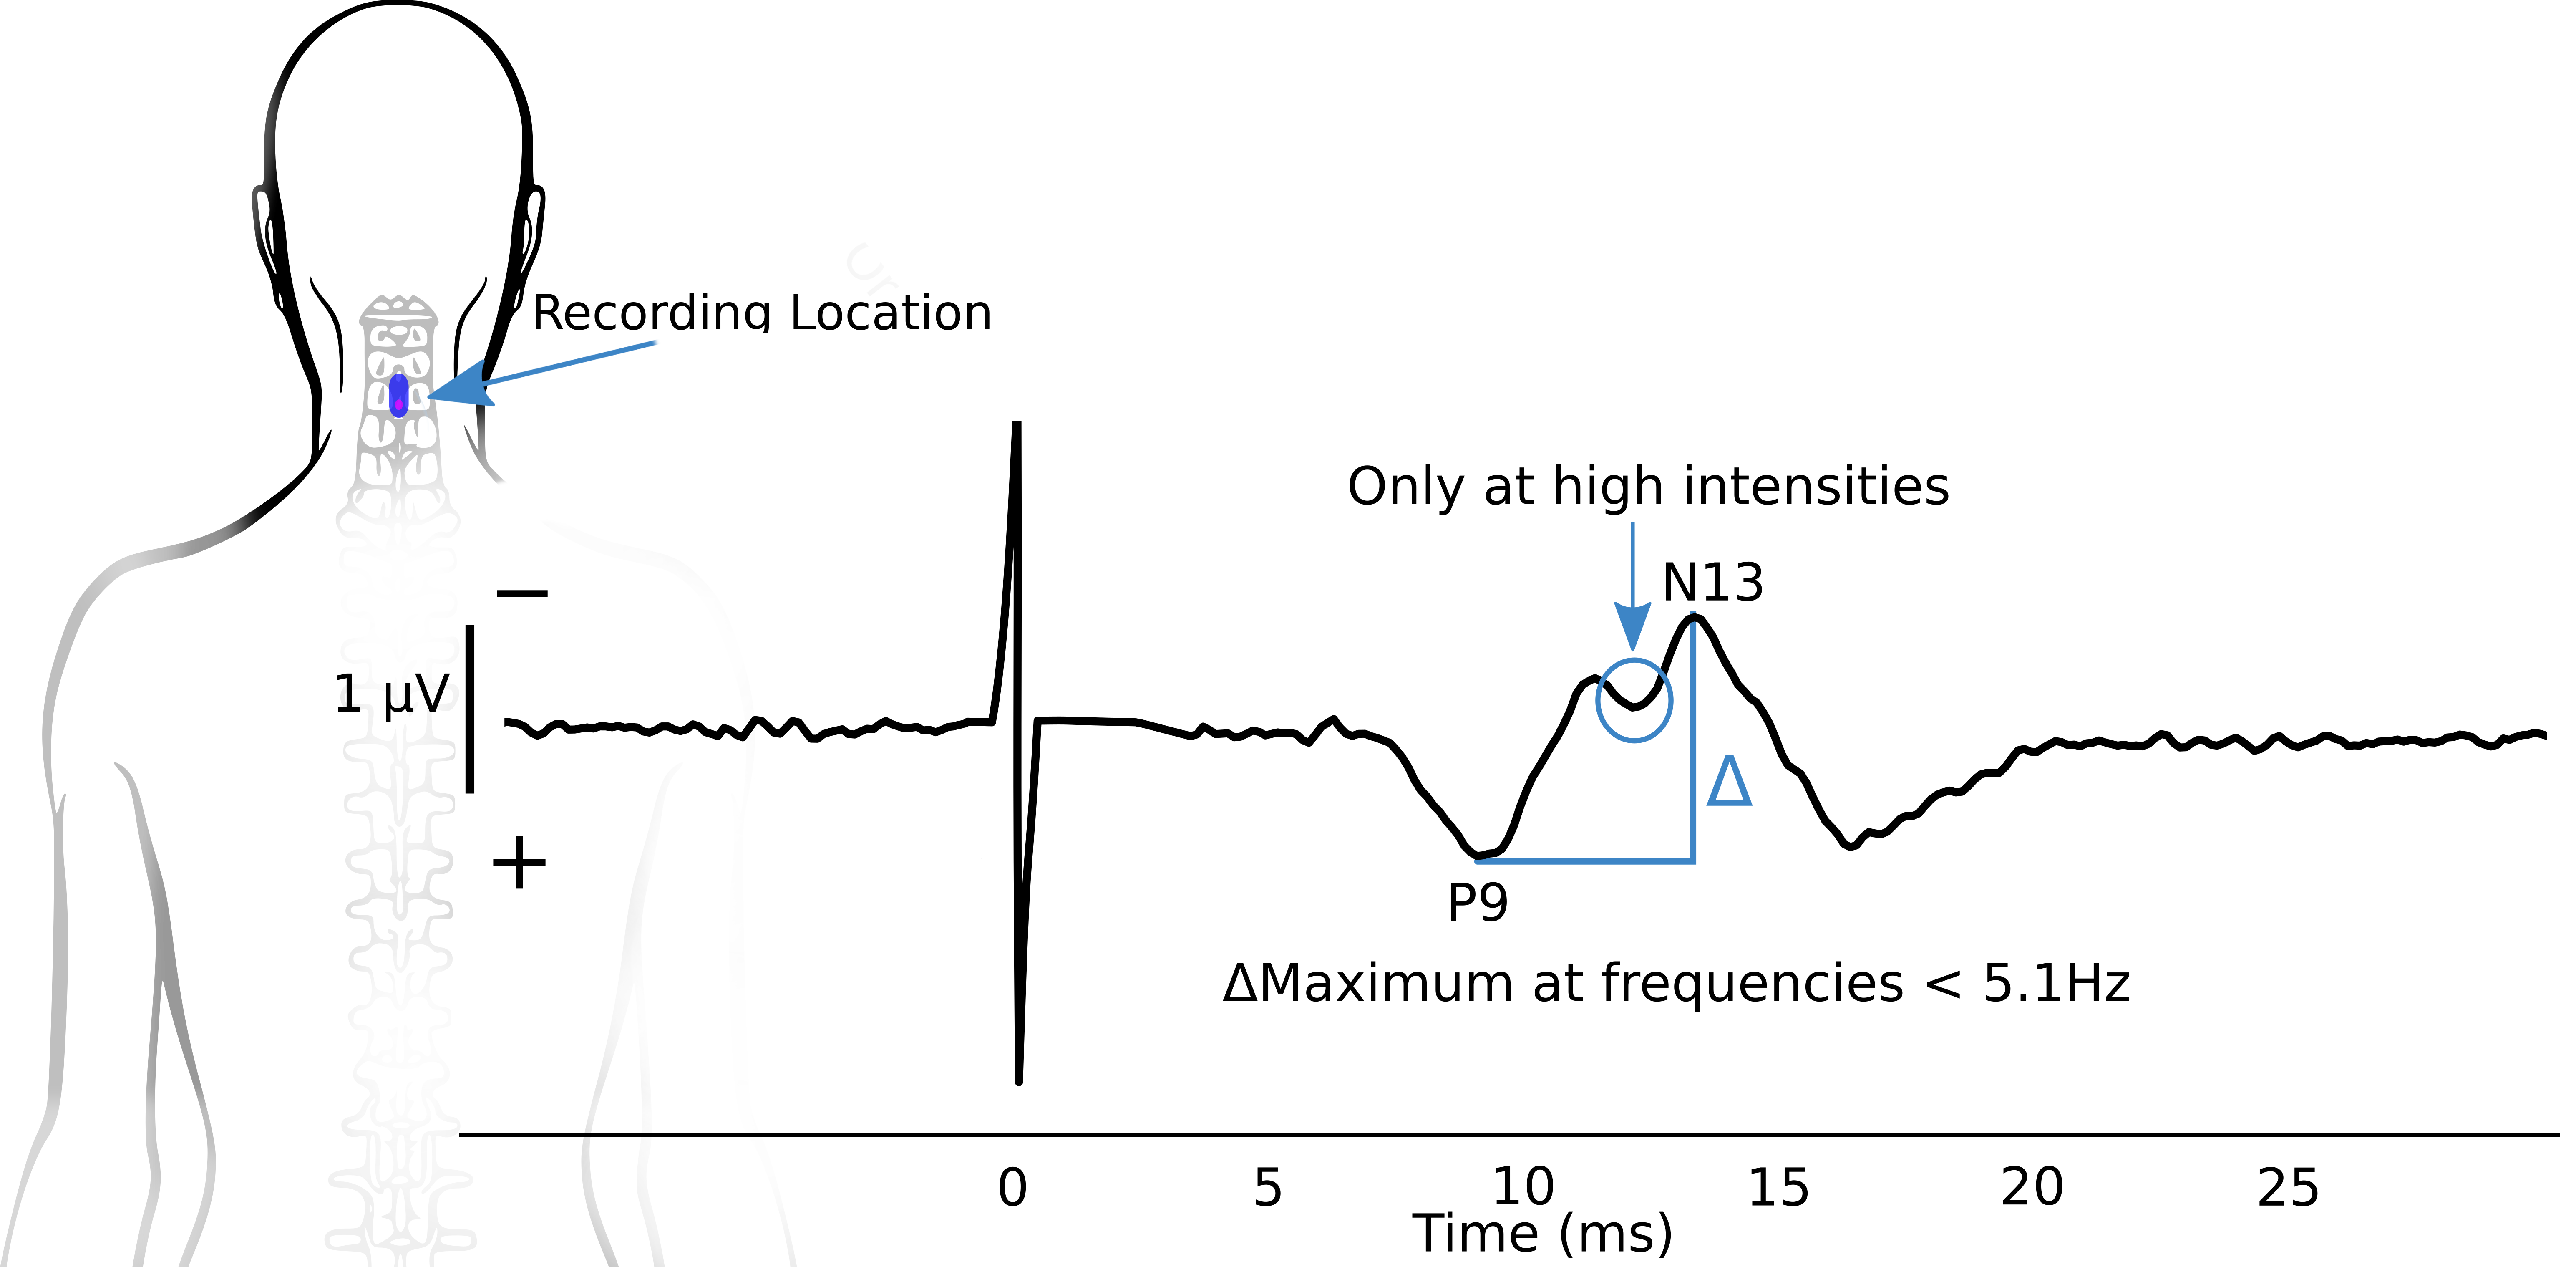 Recording Location
Only at high intensities
N13
−
1 µV
+
Δ
P9
ΔMaximum at frequencies < 5.1Hz
0 5 10 15 20 25
Time (ms)